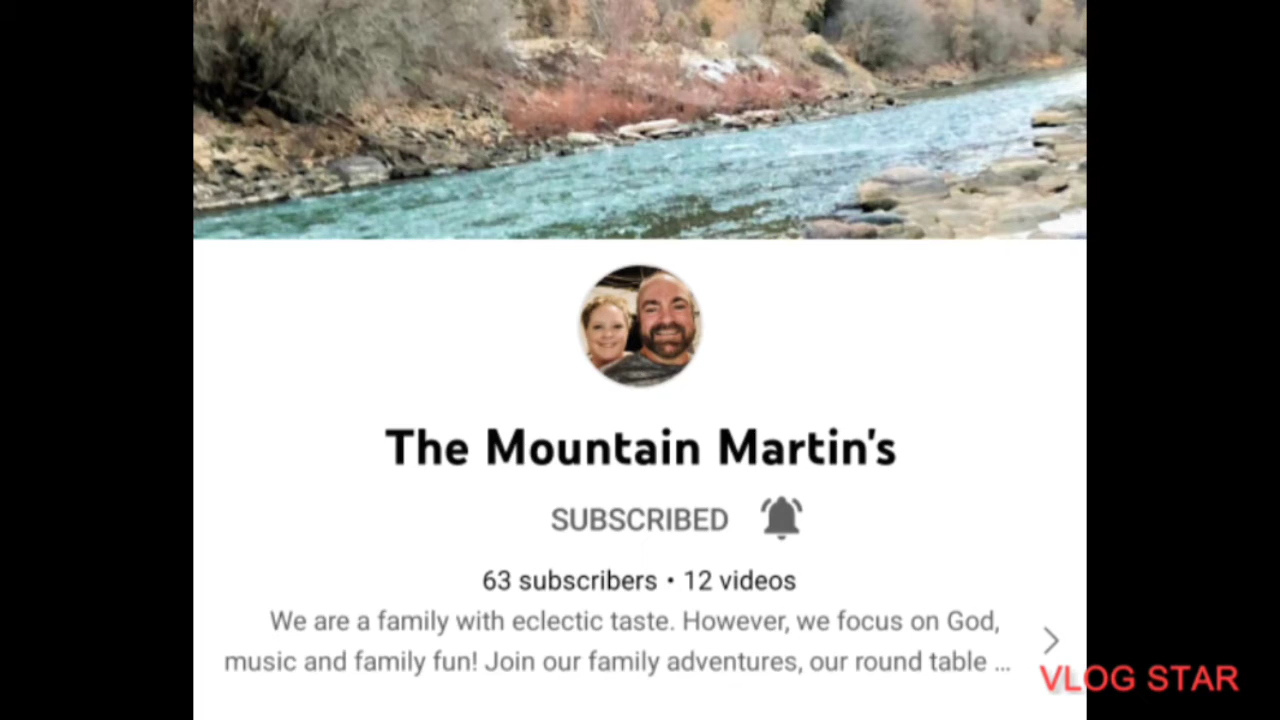 The Mountain Martin's
SUBSCRIBED
63 subscribers • 12 videos
We are a family with eclectic taste. However, we focus on God,
music and family fun! Join our family adventures, our round table ...
VLOG STAR